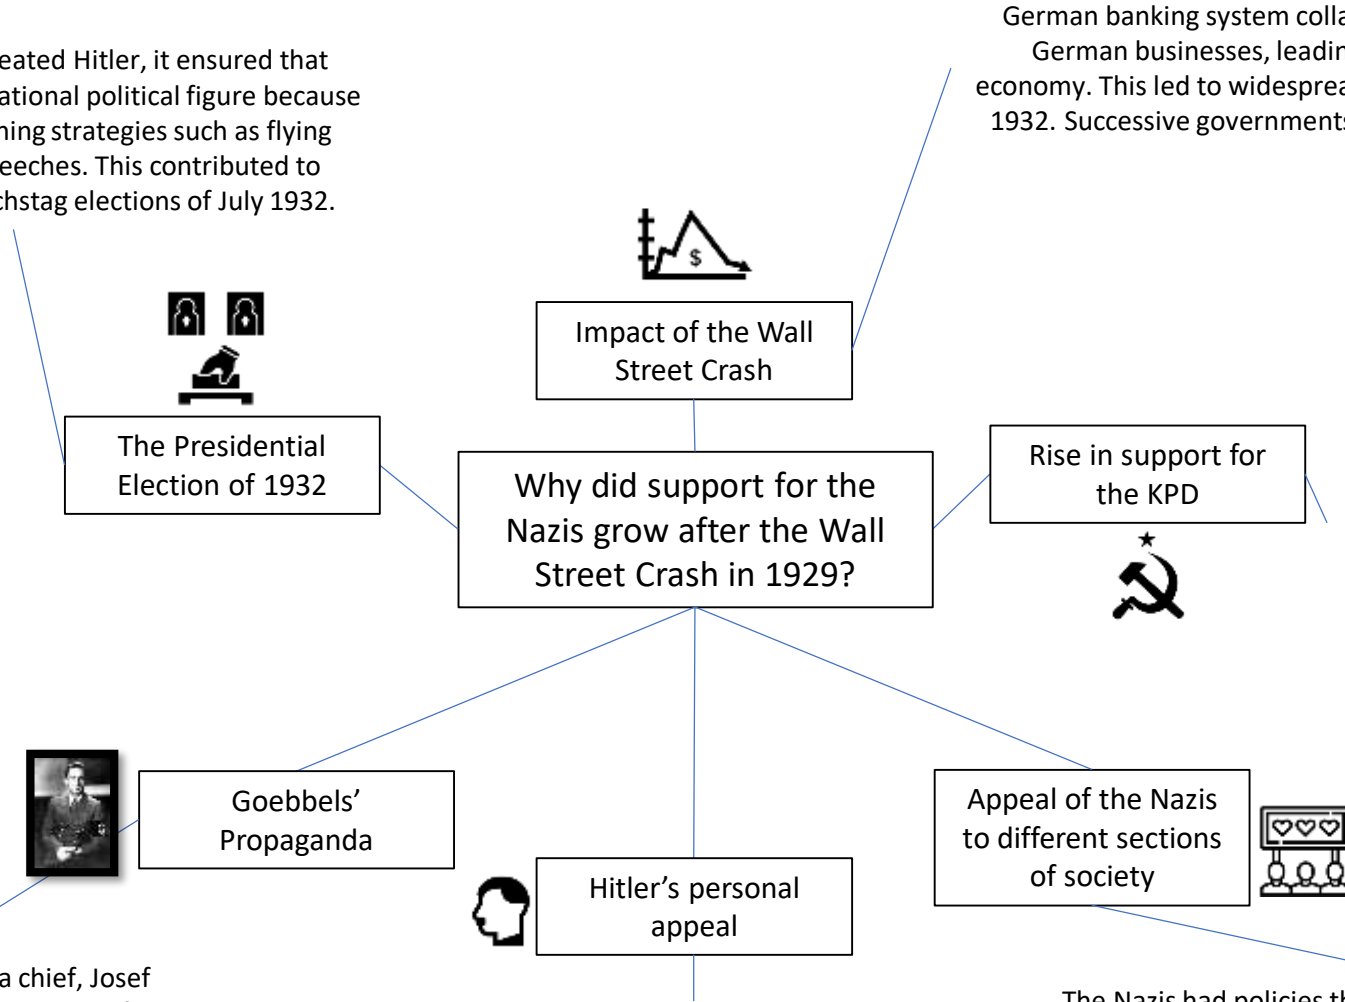 eated Hitler, it ensured that
ational political figure because
ning strategies such as flying
eeches. This contributed to
chstag elections of July 1932.
German banking system colla
German businesses, leadin
economy. This led to widesprea
1932. Successive governments
$
Impact of the Wall
Street Crash
The Presidential
Election of 1932
Why did support for the
Nazis grow after the Wall
Street Crash in 1929?
Rise in support for
the KPD
Goebbels’
Propaganda
Hitler’s personal
appeal
Appeal of the Nazis
to different sections
of society
a chief, Josef
The Nazis had policies th